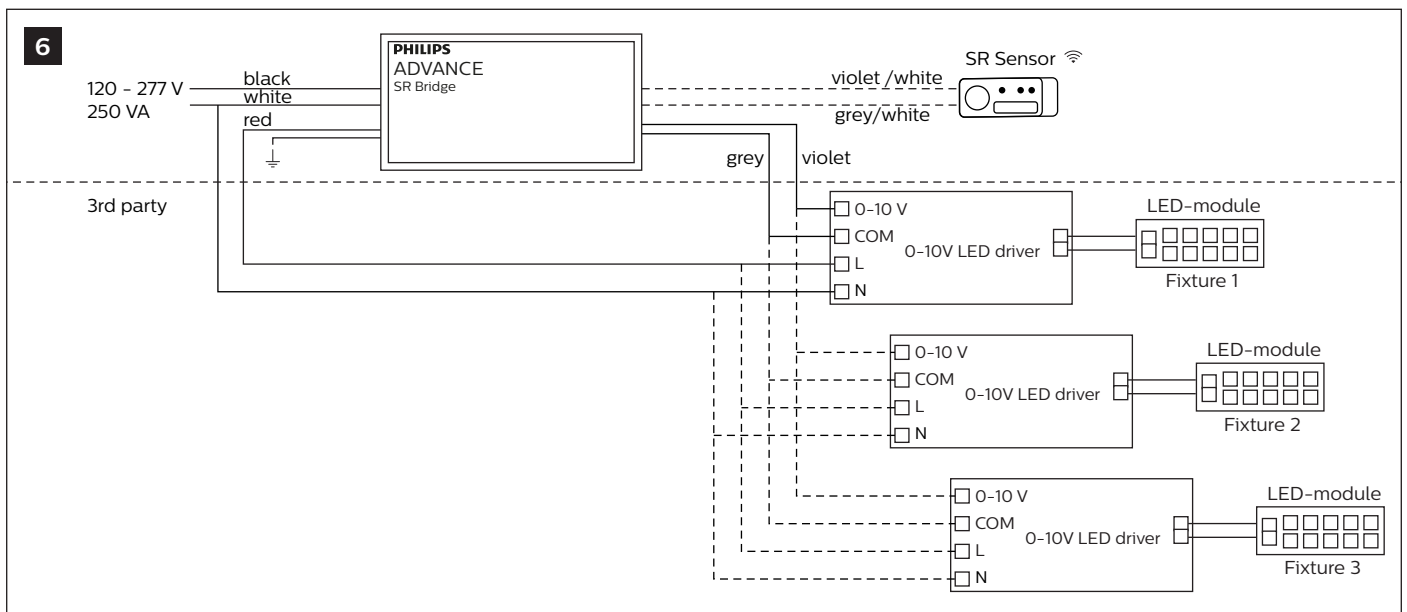 6
120 - 277 V
250 VA
black
white
red
PHILIPS
ADVANCE
SR Bridge
violet /white
grey/white
SR Sensor
grey
violet
3rd party
0-10 V
COM
L
N
0-10V LED driver
LED-module
Fixture 1
0-10 V
COM
L
N
0-10V LED driver
LED-module
Fixture 2
0-10 V
COM
L
N
0-10V LED driver
LED-module
Fixture 3